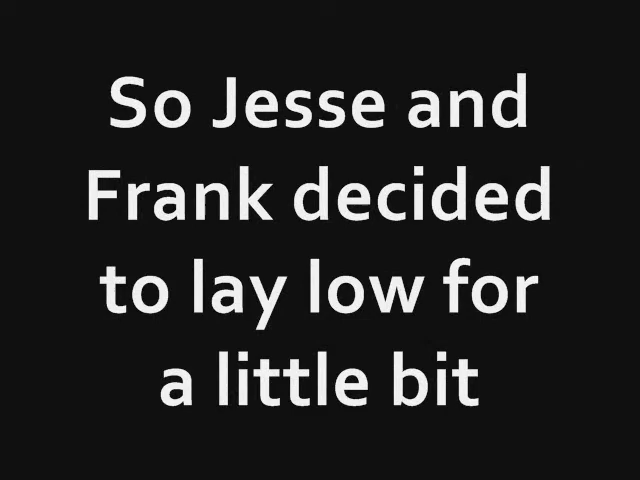 So Jesse and
Frank decided
to lay low for
a little bit